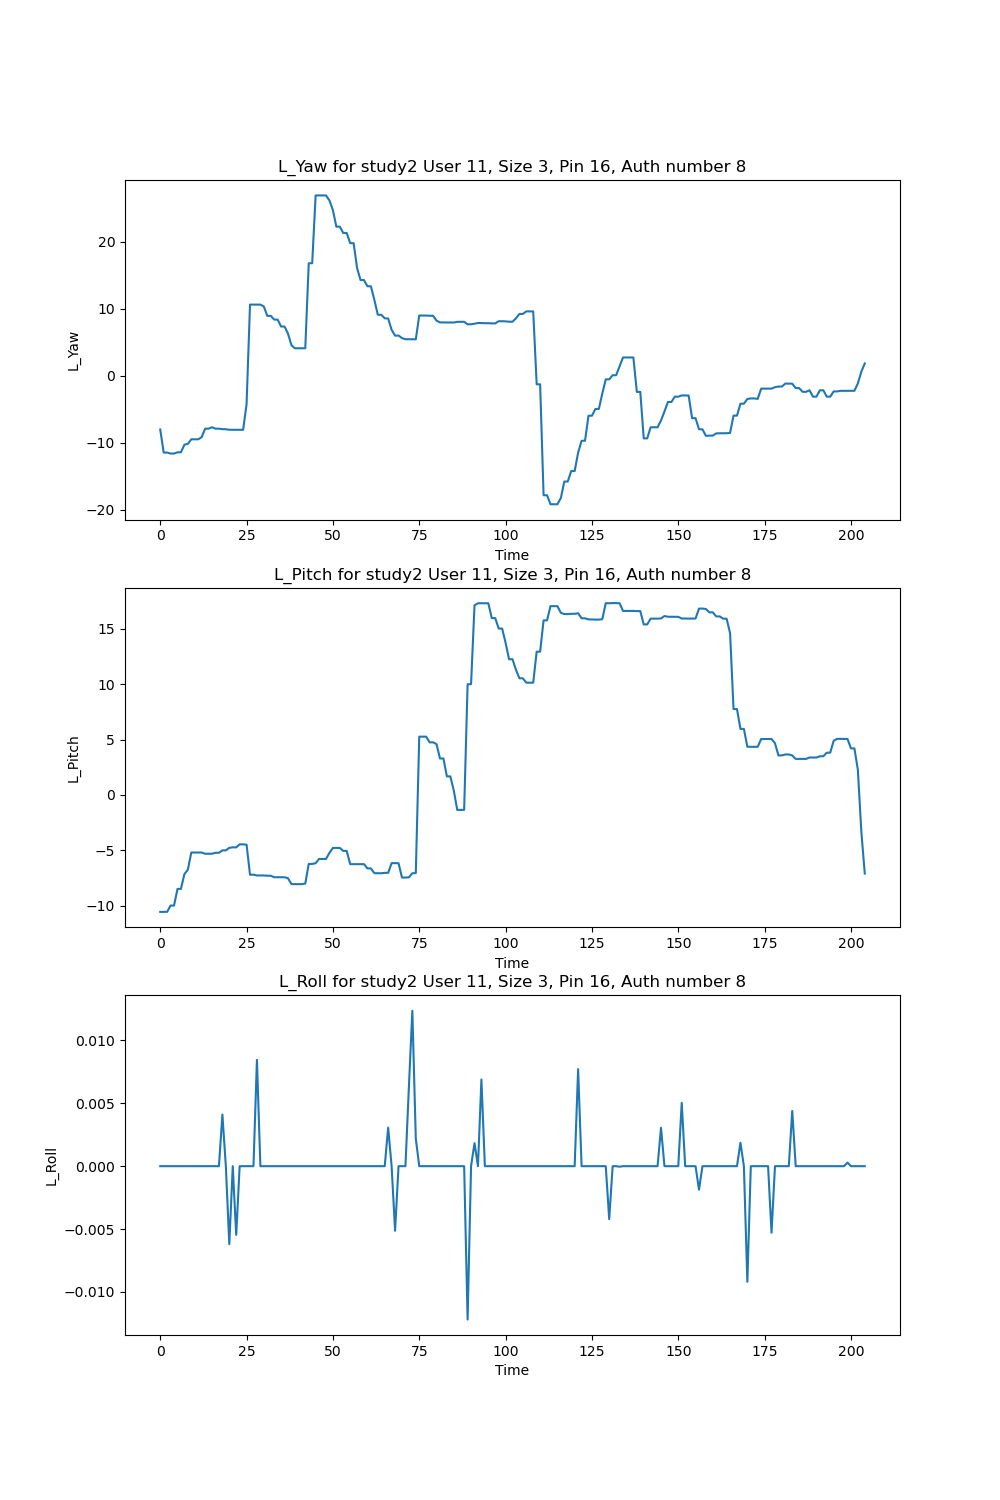 L_Yaw for study2 User 11, Size 3, Pin 16, Auth number 8
L_Yaw
20
10
0
−10
−20
0 25 50 75 100 125 150 175 200
Time
L_Pitch for study2 User 11, Size 3, Pin 16, Auth number 8
L_Pitch
15
10
5
0
−5
−10
0 25 50 75 100 125 150 175 200
Time
L_Roll for study2 User 11, Size 3, Pin 16, Auth number 8
L_Roll
0.010
0.005
0.000
−0.005
−0.010
0 25 50 75 100 125 150 175 200
Time